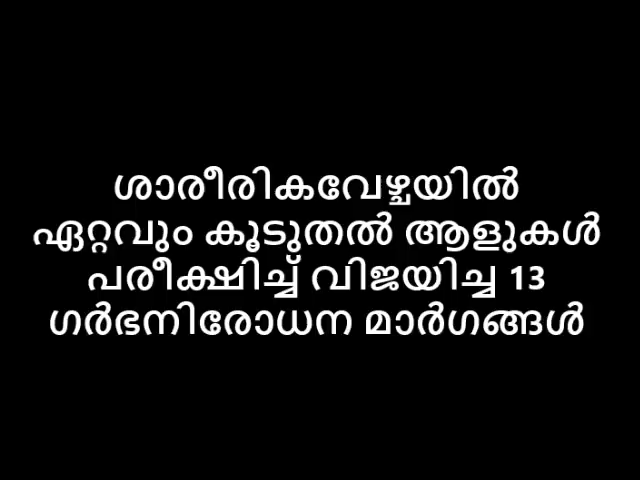 ശാരീരികവേഴ്ചയിൽ
ഏറ്റവും കൂടുതൽ ആളുകൾ
പരീക്ഷിച്ച് വിജയിച്ച 13
ഗർഭനിരോധന മാർഗങ്ങൾ